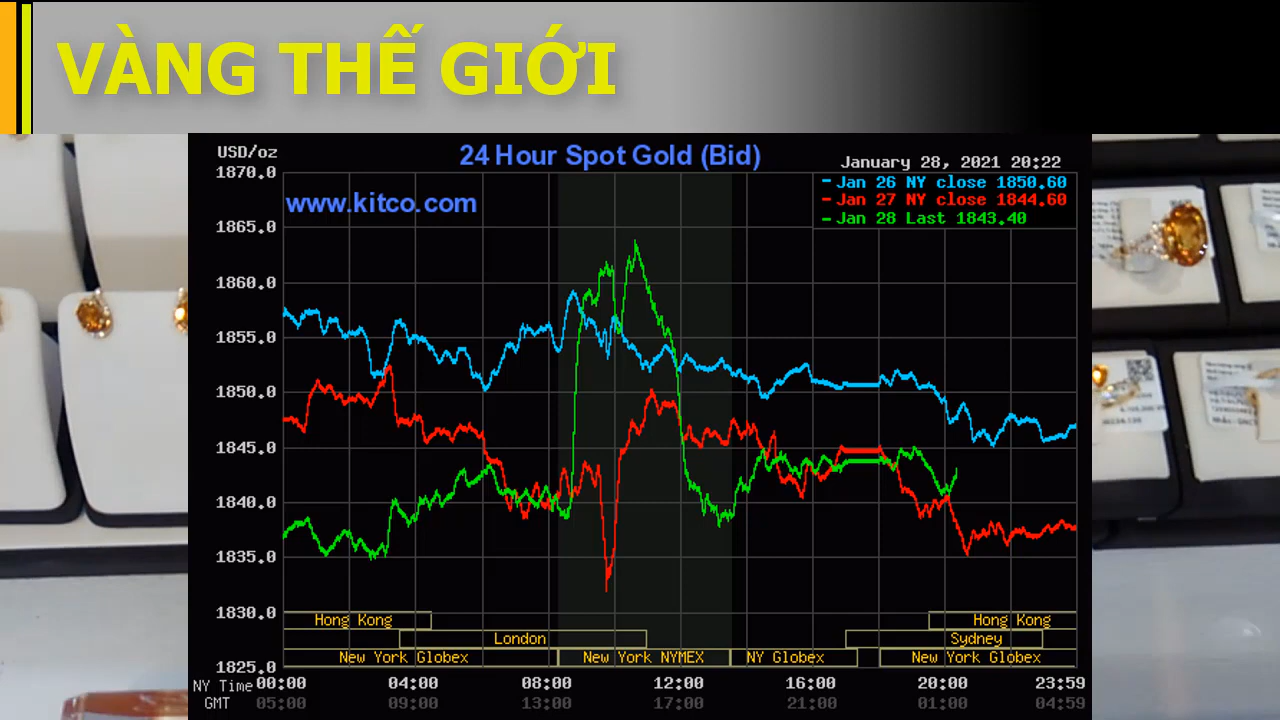 VÀNG THẾ GIỚI
USD/oz
24 Hour Spot Gold (Bid)
January 28, 2021 20:22
www.kitco.com
Jan 26 NY close 1850.60
Jan 27 NY close 1844.60
Jan 28 Last 1843.40
1870.0
1865.0
1860.0
1855.0
1850.0
1845.0
1840.0
1835.0
1830.0
1825.0
Hong Kong
Hong Kong
London
Sydney
New York Globex
New York NYMEX
NY Globex
New York Globex
NY Time 00:00 04:00 08:00 12:00 16:00 20:00 23:59
GMT 05:00 09:00 13:00 17:00 21:00 01:00 04:59